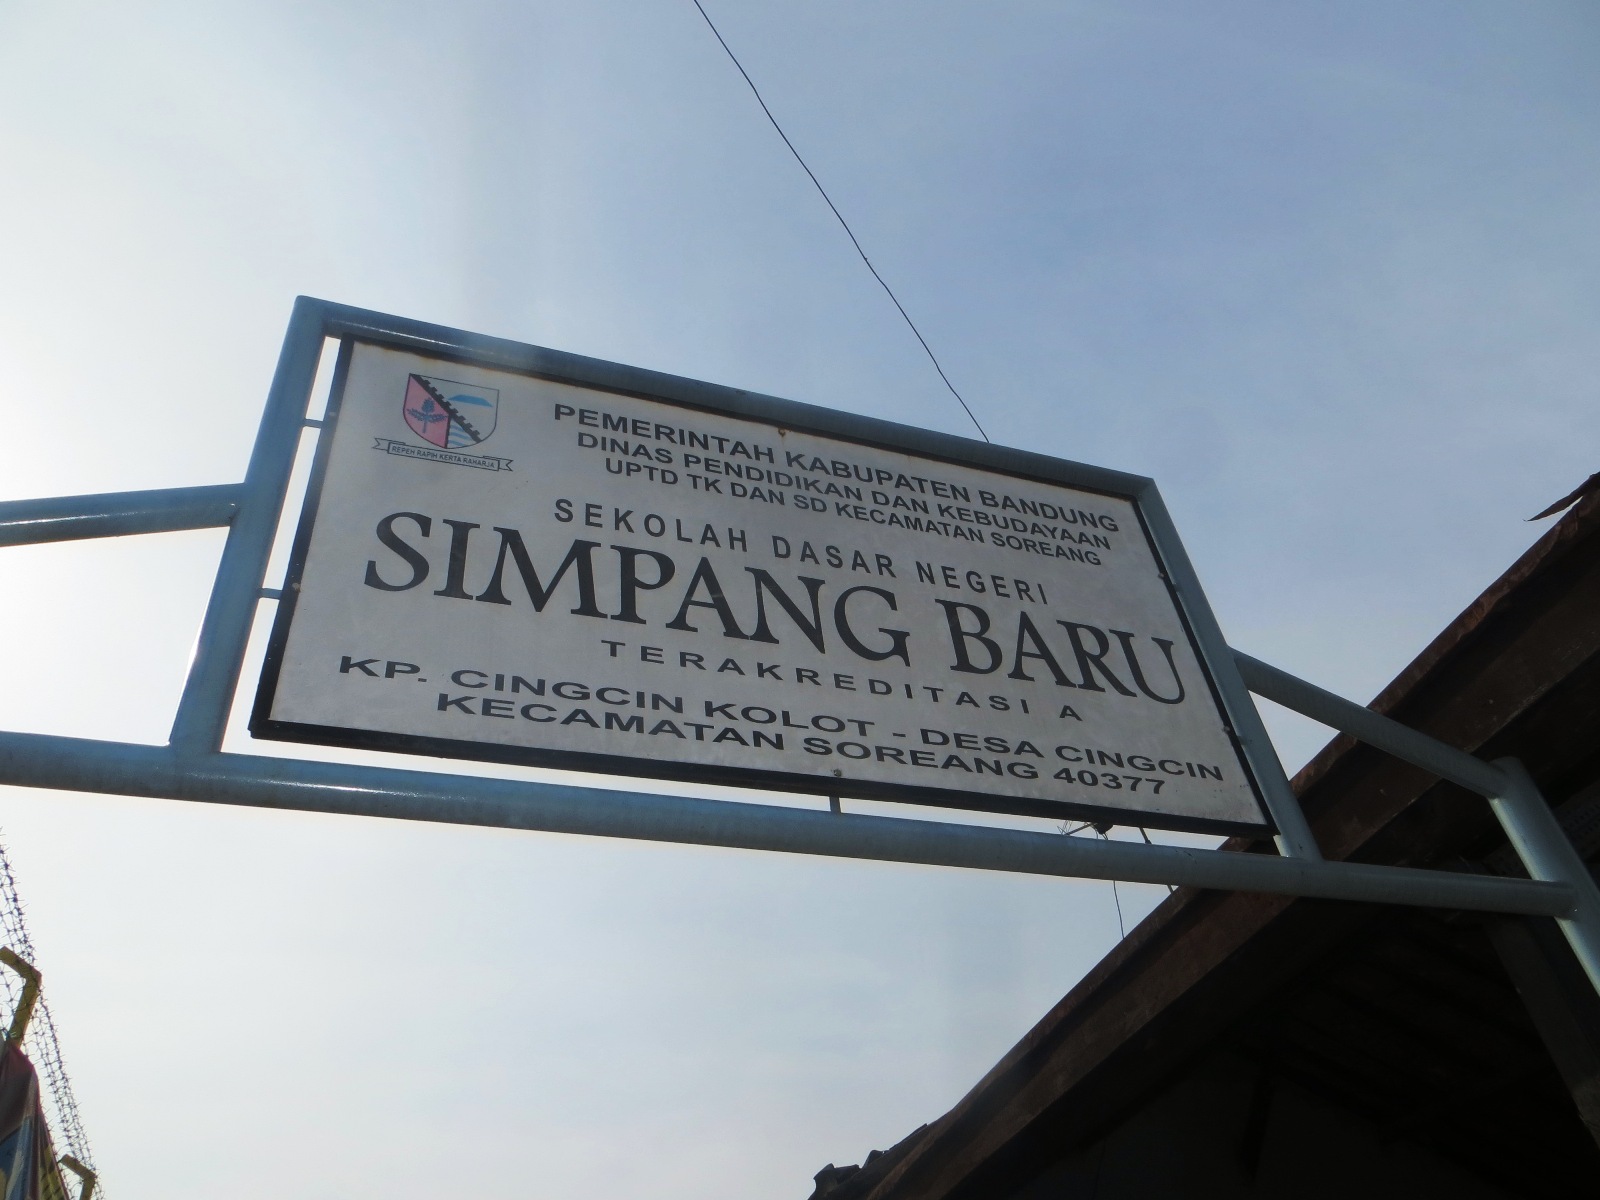 REPEH RAPIH KERTA RAHARJA
PEMERINTAH KABUPATEN BANDUNG
DINAS PENDIDIKAN DAN KEBUDAYAAN
UPTD TK DAN SD KECAMATAN SOREANG
SEKOLAH DASAR NEGERI
SIMPANG BARU
TERAKREDITASI A
KP. CINGCIN KOLOT - DESA CINGCIN
KECAMATAN SOREANG 40377